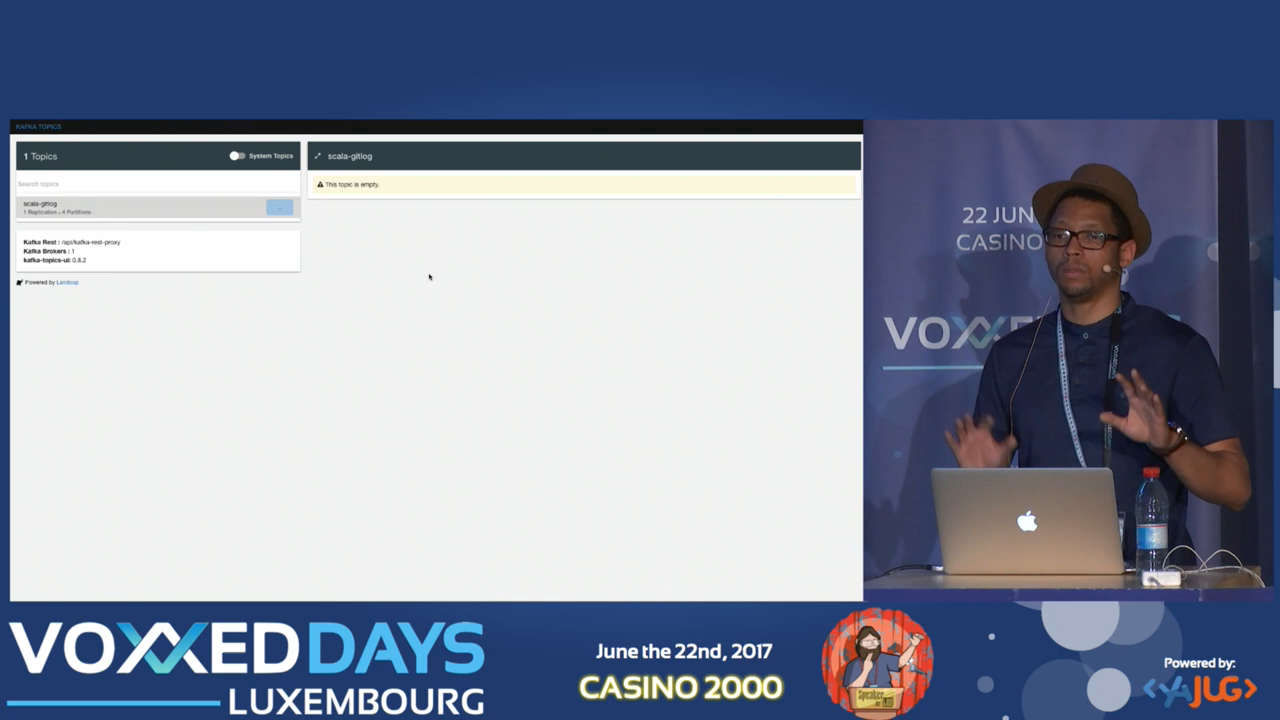 KAFKA TOPICS
1 Topics
System Topics
scala-gitlog
Search topics
This topic is empty.
scala-gitlog
1 Replication , 4 Partitions
...
Kafka Rest : /api/kafka-rest-proxy
Kafka Brokers : 1
kafka-topics-ui: 0.8.2
Powered by Landoop
22 JUN
CASINO
VOXXED DAYS
VOXXED DAYS
LUXEMBOURG
June the 22nd, 2017
CASINO 2000
Speaker
Powered by:
<YAJUG>